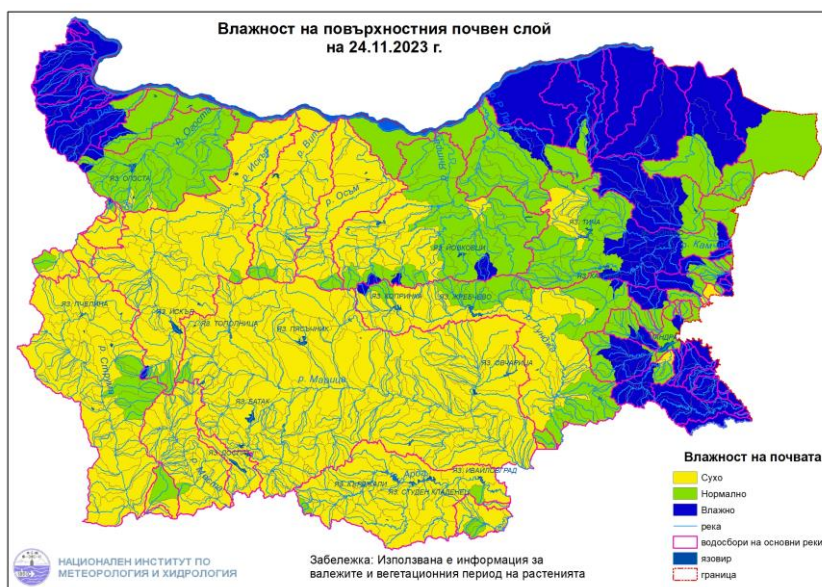 Влажност на повърхностния почвен слой
на 24.11.2023 г.
р. Огоста
р. Искър
р. Вит
р. Осъм
ЯЗ. ОГОСТА
ЯЗ. ЙОВКОВЦИ
ЯЗ. ТИЧА
р. Камчия
ЯЗ. КОПРИНКА
ЯЗ. ЖРЕБЧЕВО
ЯЗ. ПЧЕЛИНА
ЯЗ. ИСКЪР
ЯЗ. ТОПОЛНИЦА
ЯЗ. ПЯСЪЧНИК
р. Тунджа
ЯЗ. ОВЧАРИЦА
р. Струма
р. Марица
ЯЗ. БАТАК
ЯЗ. ДОСПАТ
р. Места
ЯЗ. КЪРДЖАЛИ
ЯЗ. СТУДЕН КЛАДЕНЕЦ
ЯЗ. ИВАЙЛОВГРАД
Влажност на почвата
Сухо
Нормално
Влажно
река
водосбори на основни реки
язовир
граница
НАЦИОНАЛЕН ИНСТИТУТ ПО
МЕТЕОРОЛОГИЯ И ХИДРОЛОГИЯ
Забележка: Използвана е информация за
валежите и вегетационния период на растенията